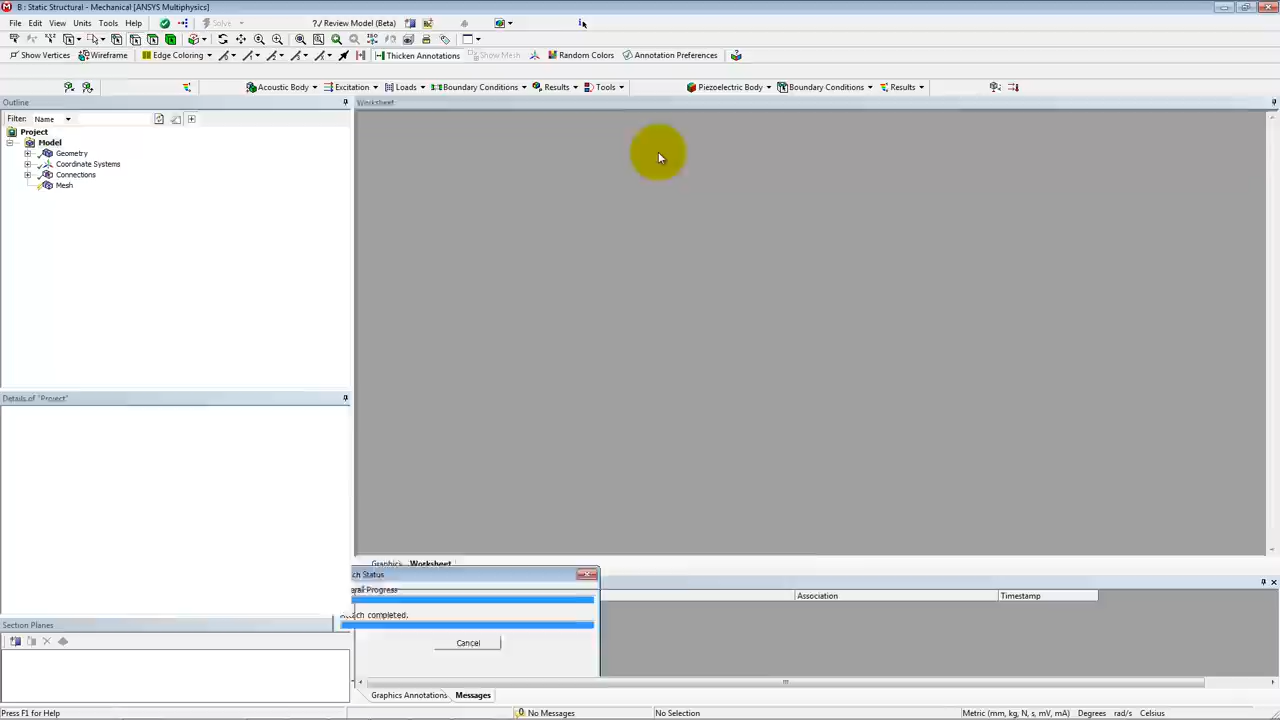 B : Static Structural - Mechanical [ANSYS Multiphysics]
File Edit View Units Tools Help Solve ?/ Review Model (Beta)
Show Vertices Wireframe Edge Coloring Thicken Annotations Show Mesh Random Colors Annotation Preferences
Acoustic Body Excitation Loads Boundary Conditions Results Tools Piezoelectric Body Boundary Conditions Results
Outline
Worksheet
Filter: Name
Project
Model
Geometry
Coordinate Systems
Connections
Mesh
Details of "Project"
Graphics Worksheet
ch Status
erall Progress
Association Timestamp
ach completed,
Section Planes
Cancel
Graphics Annotations Messages
Press F1 for Help No Messages No Selection Metric (mm, kg, N, s, mV, mA) Degrees rad/s Celsius